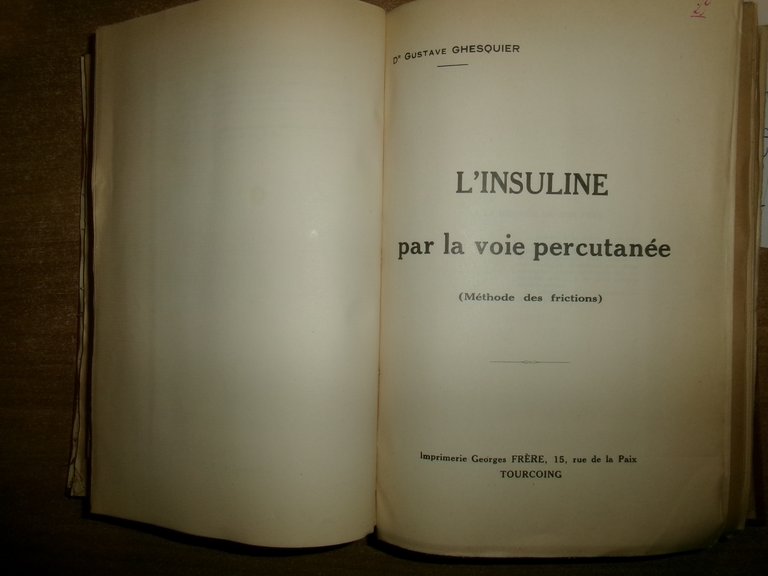 Dr GUSTAVE GHESQUIER
L'INSULINE
par la voie percutanée
(Méthode des frictions)
Imprimerie Georges FRÈRE, 15, rue de la Paix
TOURCOING